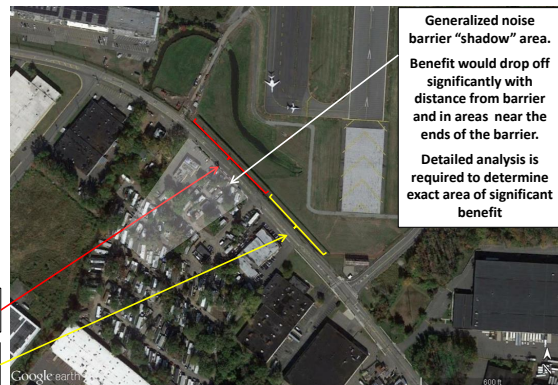 Generalized noise
barrier “shadow” area.
Benefit would drop off
significantly with
distance from barrier
and in areas near the
ends of the barrier.
Detailed analysis is
required to determine
exact area of significant
benefit
Google earth
600 ft